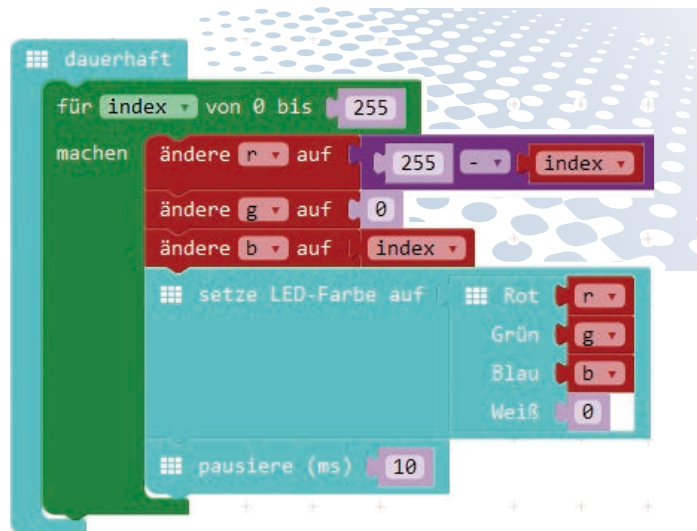 dauerhaft
für index von 0 bis 255
machen ändere r auf 255 - index
ändere g auf 0
ändere b auf index
setze LED-Farbe auf Rot r
Grün g
Blau b
Weiß 0
pausiere (ms) 10